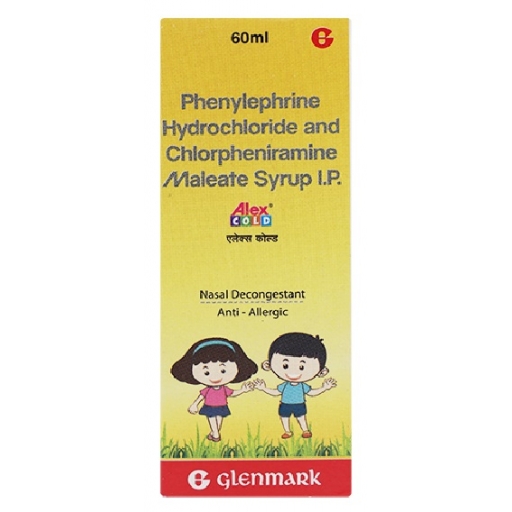 60ml
Phenylephrine
Hydrochloride and
Chlorpheniramine
Maleate Syrup I.P.
Alex®
COLD
एलेक्स कोल्ड
Nasal Decongestant
Anti - Allergic
glenmark